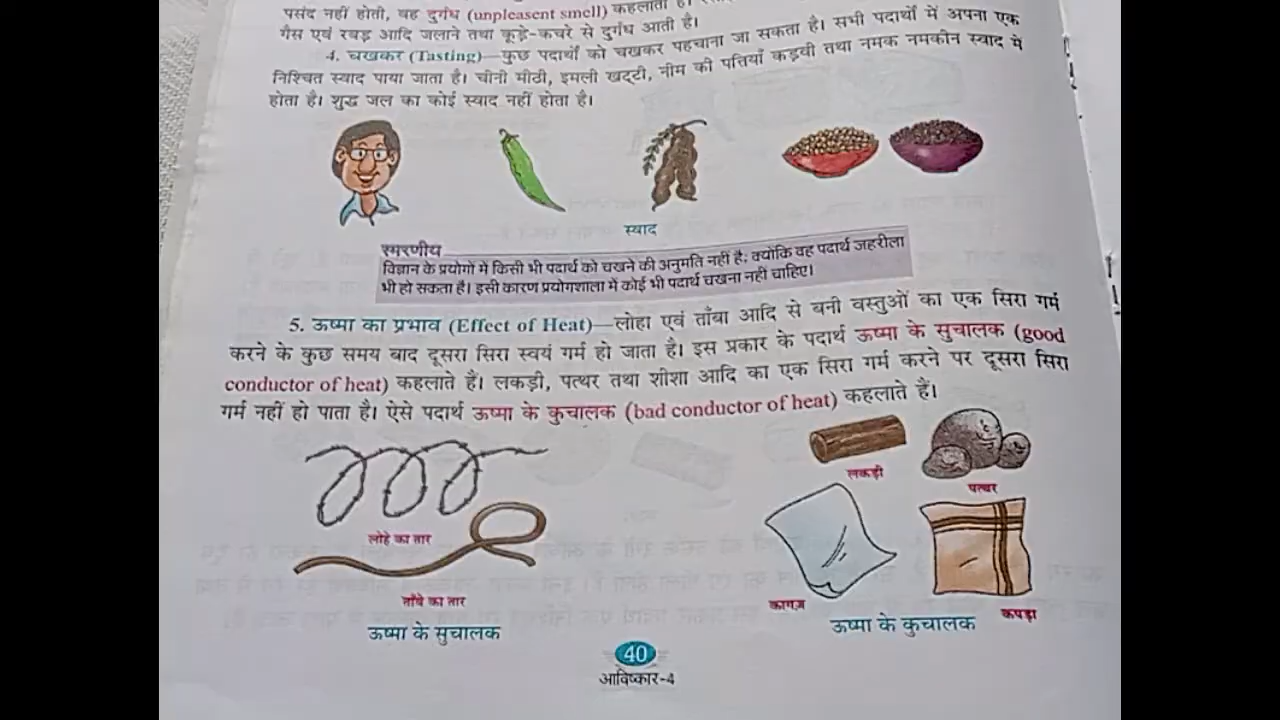 पसंद नहीं होती, वह दुर्गंध (unpleasent smell) कहलाती है।
गैस एवं रबड़ आदि जलाने तथा कूड़े-कचरे से दुर्गंध आती है।
4. चखकर (Tasting)—कुछ पदार्थों को चखकर पहचाना जा सकता है। सभी पदार्थों में अपना एक
निश्चित स्वाद पाया जाता है। चीनी मीठी, इमली खट्टी, नीम की पत्तियाँ कड़वी तथा नमक नमकीन स्वाद में
होता है। शुद्ध जल का कोई स्वाद नहीं होता है।
स्वाद
स्मरणीय
विज्ञान के प्रयोगों में किसी भी पदार्थ को चखने की अनुमति नहीं है; क्योंकि वह पदार्थ जहरीला
भी हो सकता है। इसी कारण प्रयोगशाला में कोई भी पदार्थ चखना नहीं चाहिए।
5. ऊष्मा का प्रभाव (Effect of Heat)—लोहा एवं ताँबा आदि से बनी वस्तुओं का एक सिरा गर्म
करने के कुछ समय बाद दूसरा सिरा स्वयं गर्म हो जाता है। इस प्रकार के पदार्थ ऊष्मा के सुचालक (good
conductor of heat) कहलाते हैं। लकड़ी, पत्थर तथा शीशा आदि का एक सिरा गर्म करने पर दूसरा सिरा
गर्म नहीं हो पाता है। ऐसे पदार्थ ऊष्मा के कुचालक (bad conductor of heat) कहलाते हैं।
लकड़ी
पत्थर
लोहे का तार
ताँबे का तार
कागज़
कपड़ा
ऊष्मा के सुचालक
ऊष्मा के कुचालक
40
आविष्कार-4